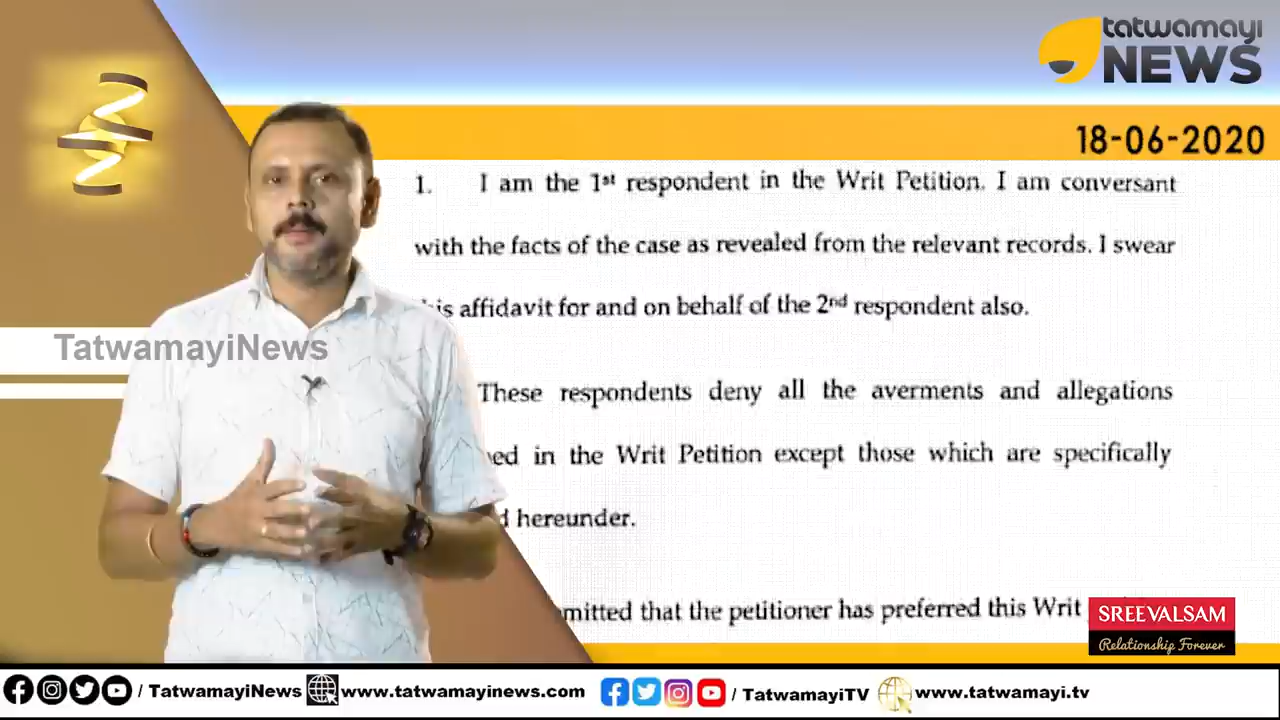 tatwamayi
NEWS
18-06-2020
1. I am the 1st respondent in the Writ Petition. I am conversant
with the facts of the case as revealed from the relevant records. I swear
affidavit for and on behalf of the 2nd respondent also.
These respondents deny all the averments and allegations
in the Writ Petition except those which are specifically
hereunder.
that the petitioner has preferred this Writ
TatwamayiNews
SREEVALSAM
Relationship Forever
/ TatwamayiNews www.tatwamayinews.com / TatwamayiTV www.tatwamayi.tv